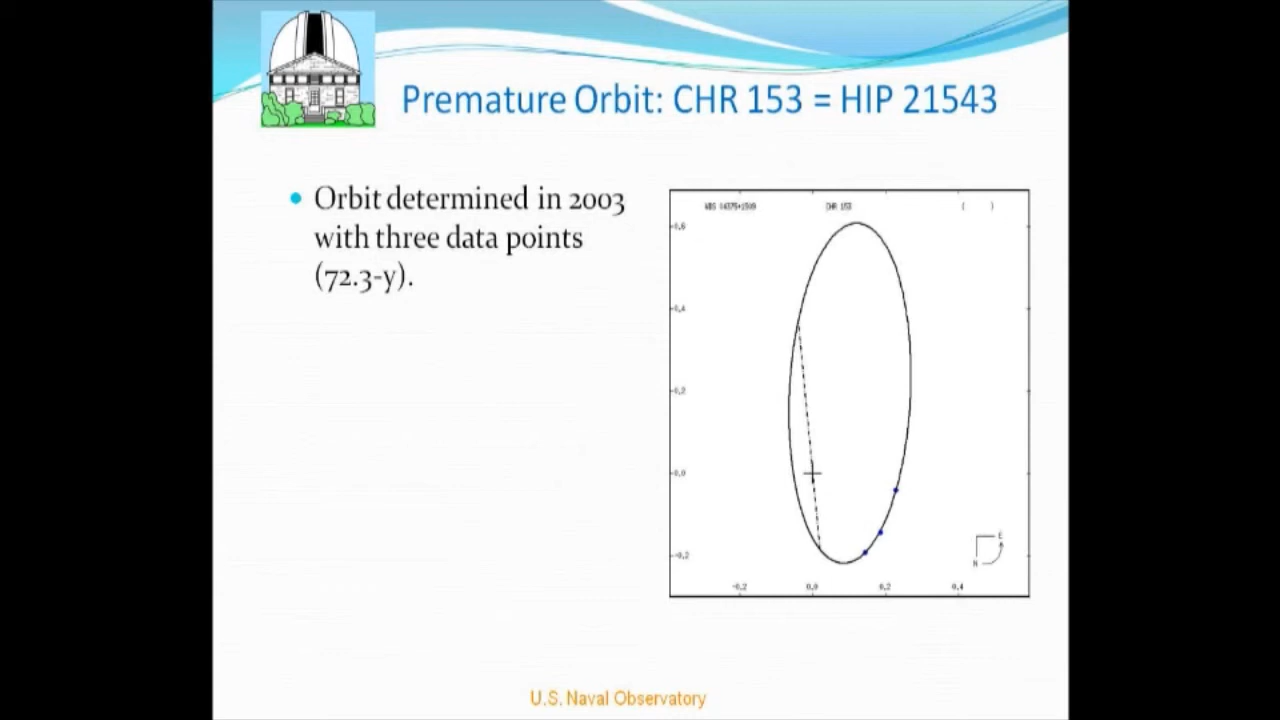 Premature Orbit: CHR 153 = HIP 21543
• Orbit determined in 2003
with three data points
(72.3-y).
CHR 153
( )
0.6
0.4
0.2
0.0
-0.2
-0.2 0.0 0.2 0.4
E
N
U.S. Naval Observatory